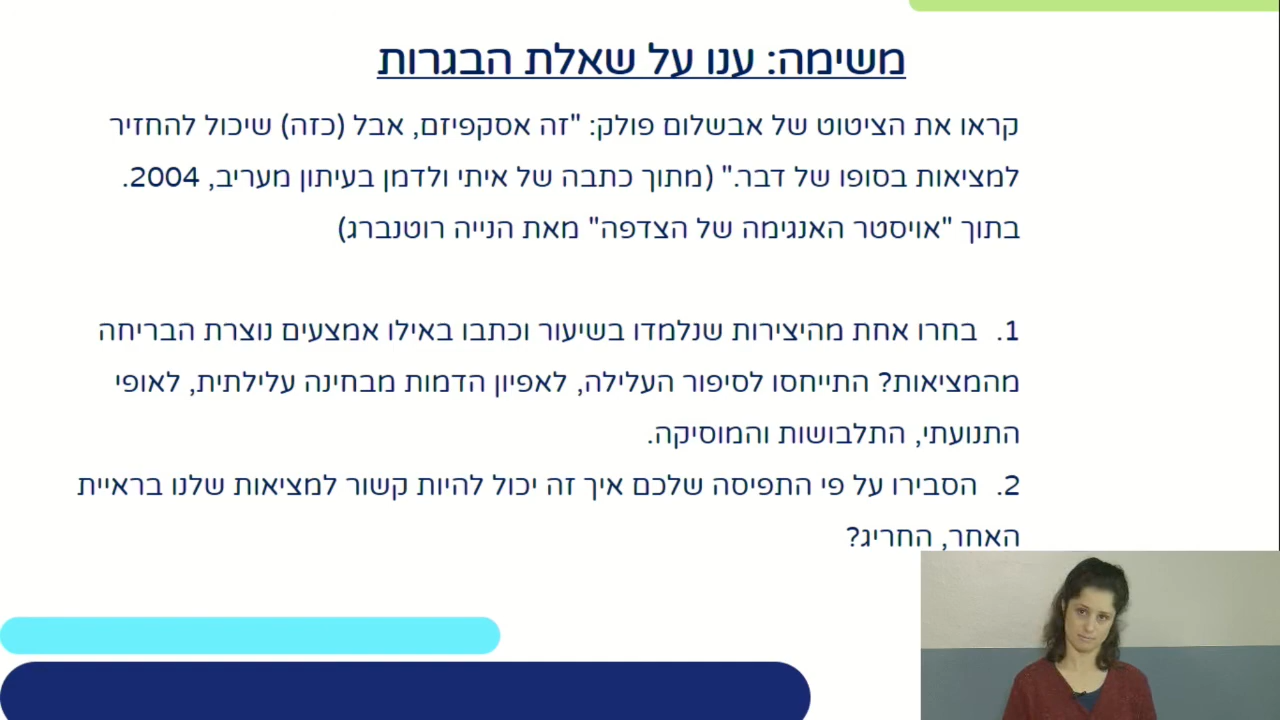 משימה: ענו על שאלת הבגרות
קראו את הציטוט של אבשלום פולק: "זה אסקפיזם, אבל (כזה) שיכול להחזיר
למציאות בסופו של דבר." (מתוך כתבה של איתי ולדמן בעיתון מעריב, 2004.
בתוך "אויסטר האנגימה של הצדפה" מאת הנייה רוטנברג)
1. בחרו אחת מהיצירות שנלמדו בשיעור וכתבו באילו אמצעים נוצרת הבריחה
מהמציאות? התייחסו לסיפור העלילה, לאפיון הדמות מבחינה עלילתית, לאופי
התנועתי, התלבושות והמוסיקה.
2. הסבירו על פי התפיסה שלכם איך זה יכול להיות קשור למציאות שלנו בראיית
האחר, החריג?